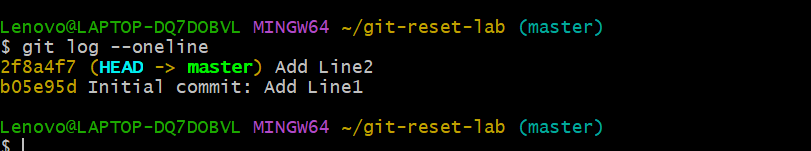 Lenovo@LAPTOP-DQ7DOBVL MINGW64 ~/git-reset-lab (master)
$ git log --oneline
2f8a4f7 (HEAD -> master) Add Line2
b05e95d Initial commit: Add Line1
Lenovo@LAPTOP-DQ7DOBVL MINGW64 ~/git-reset-lab (master)
$